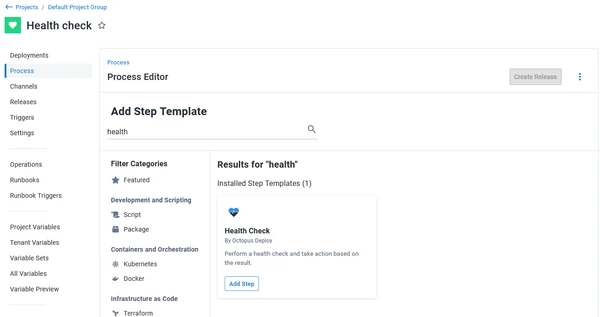 Projects / Default Project Group
Health check
Deployments
Process
Channels
Releases
Triggers
Settings
Operations
Runbooks
Runbook Triggers
Project Variables
Tenant Variables
Variable Sets
All Variables
Variable Preview
Process
Process Editor
Create Release
Add Step Template
health
Filter Categories
Featured
Development and Scripting
Script
Package
Containers and Orchestration
Kubernetes
Docker
Infrastructure as Code
Terraform
Results for "health"
Installed Step Templates (1)
Health Check
By Octopus Deploy
Perform a health check and take action based on
the result.
Add Step